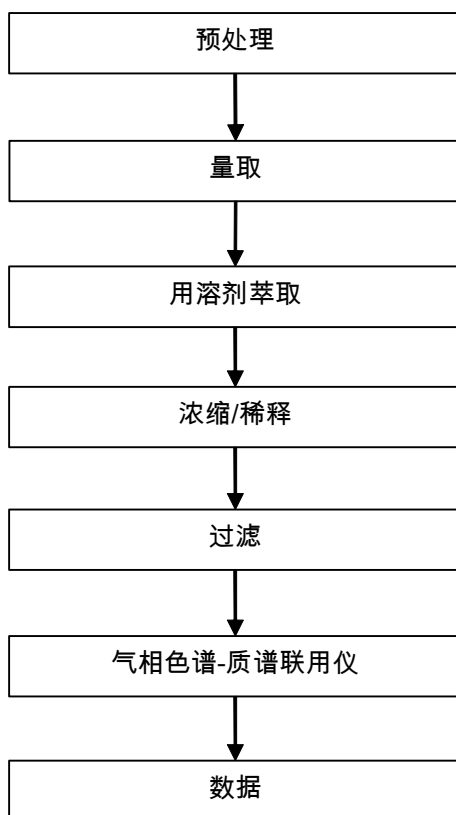 预处理
量取
用溶剂萃取
浓缩/稀释
过滤
气相色谱-质谱联用仪
数据